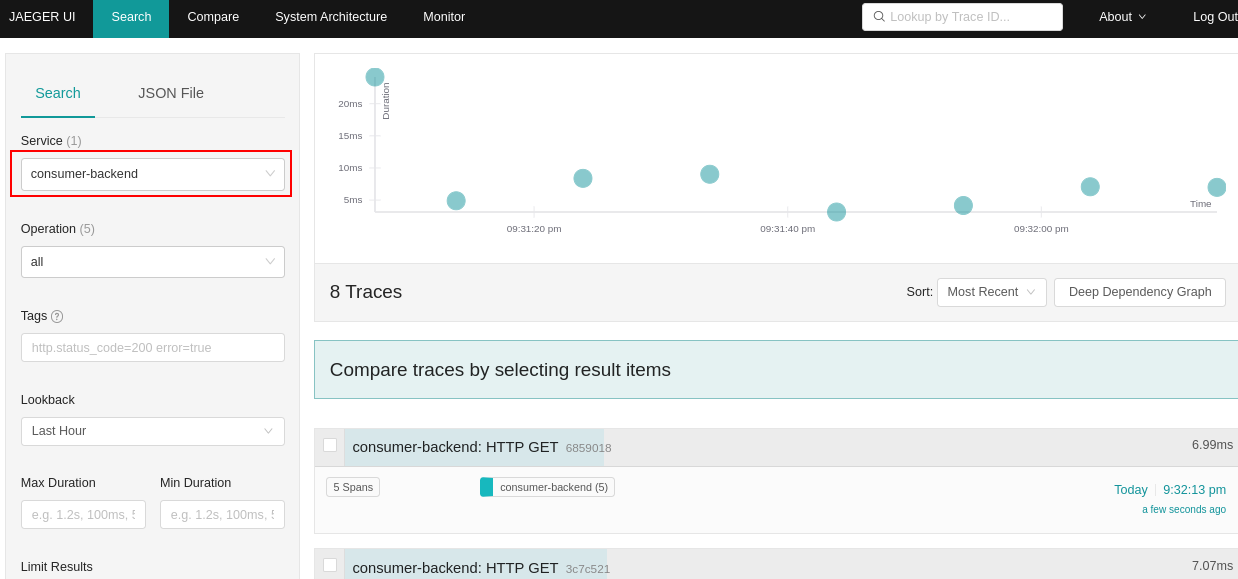 JAEGER UI Search Compare System Architecture Monitor Lookup by Trace ID... About Log Out
Search JSON File
Service (1)
consumer-backend
Operation (5)
all
Tags ?
http.status_code=200 error=true
Lookback
Last Hour
Max Duration Min Duration
e.g. 1.2s, 100ms, e.g. 1.2s, 100ms,
Limit Results
Duration
20ms
15ms
10ms
5ms
Time
09:31:20 pm 09:31:40 pm 09:32:00 pm
8 Traces Sort: Most Recent Deep Dependency Graph
Compare traces by selecting result items
consumer-backend: HTTP GET 6859018 6.99ms
5 Spans consumer-backend (5) Today 9:32:13 pm
a few seconds ago
consumer-backend: HTTP GET 3c7c521 7.07ms